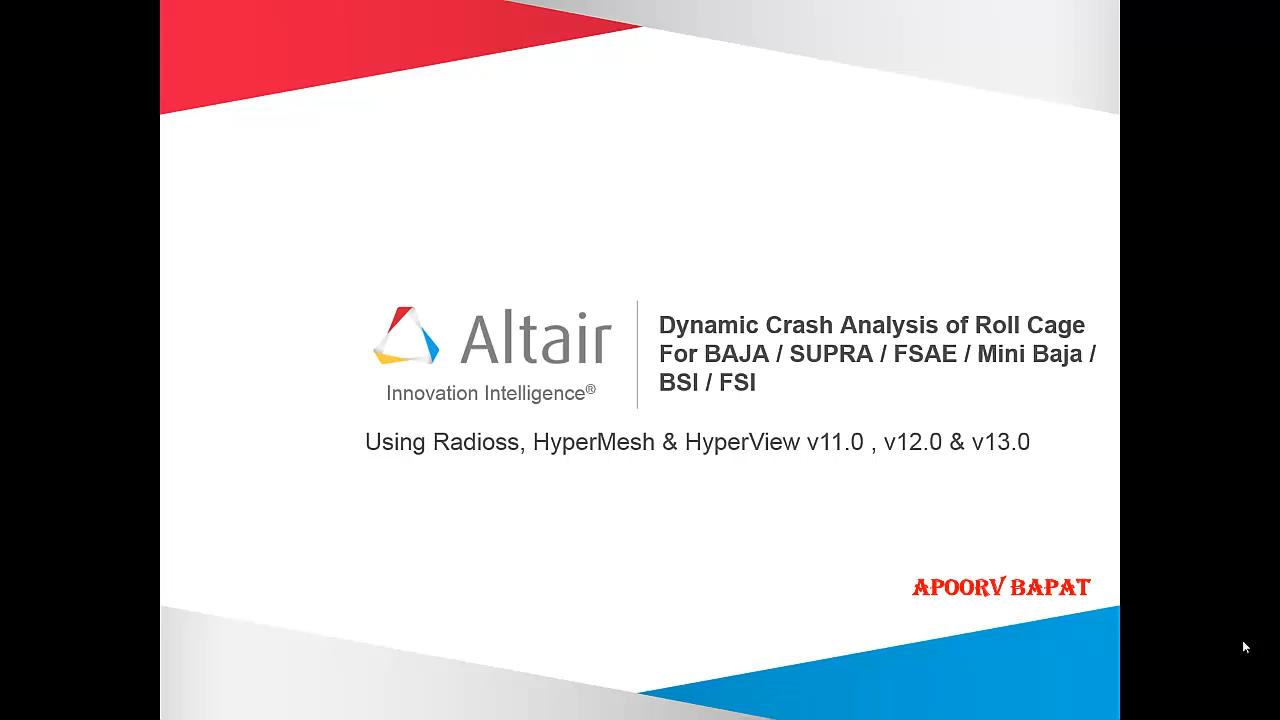 Altair
Innovation Intelligence®
Dynamic Crash Analysis of Roll Cage
For BAJA / SUPRA / FSAE / Mini Baja /
BSI / FSI
Using Radioss, HyperMesh & HyperView v11.0 , v12.0 & v13.0
APOORV BAPAT